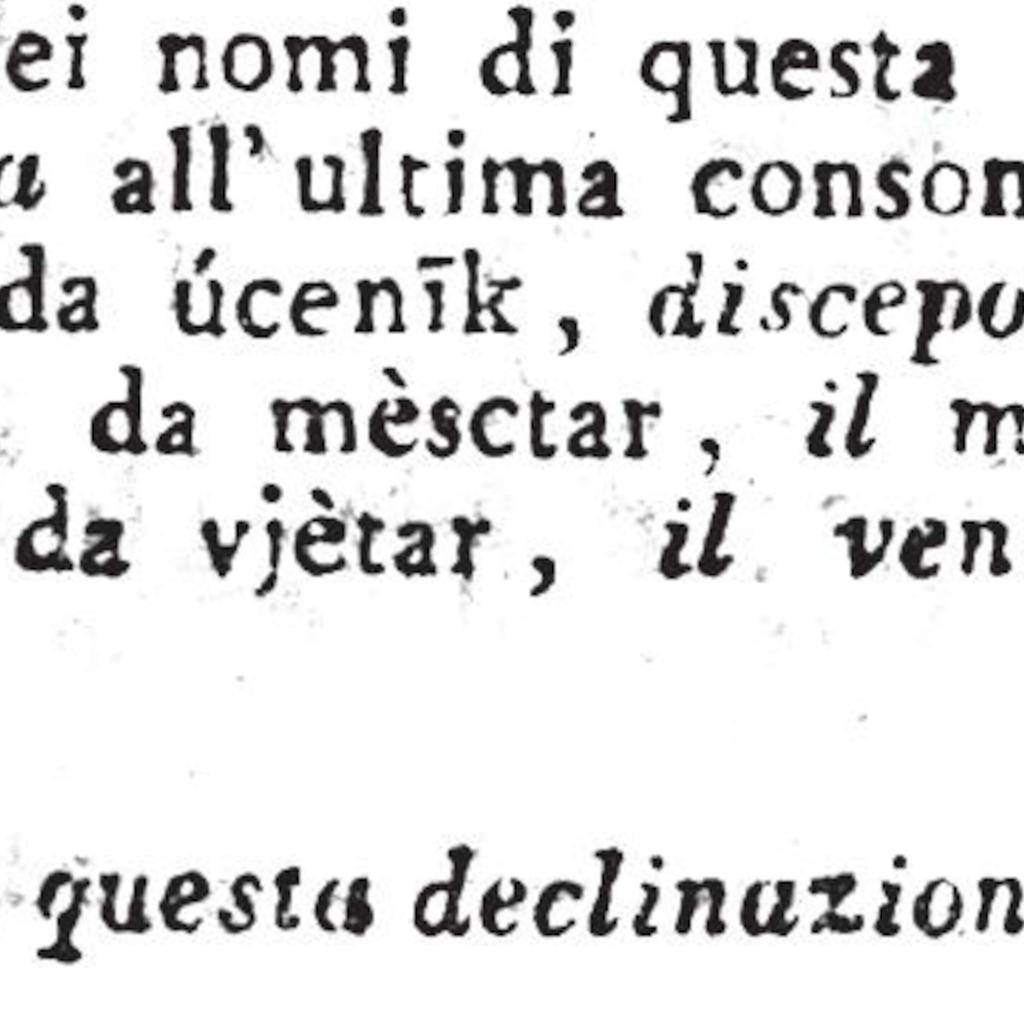 ei nomi di questa
a all'ultima conson
da úcenīk, discepo
da mèsctar, il m
da vjètar, il ven
questa declinazion